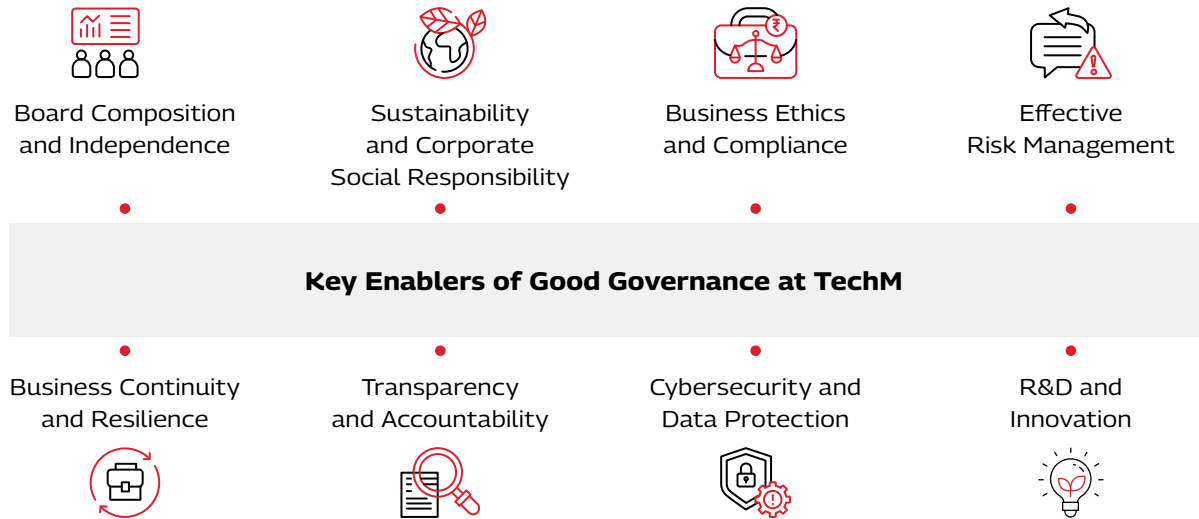 Board Composition
and Independence
Sustainability
and Corporate
Social Responsibility
Business Ethics
and Compliance
Effective
Risk Management
Key Enablers of Good Governance at TechM
Business Continuity
and Resilience
Transparency
and Accountability
Cybersecurity and
Data Protection
R&D and
Innovation